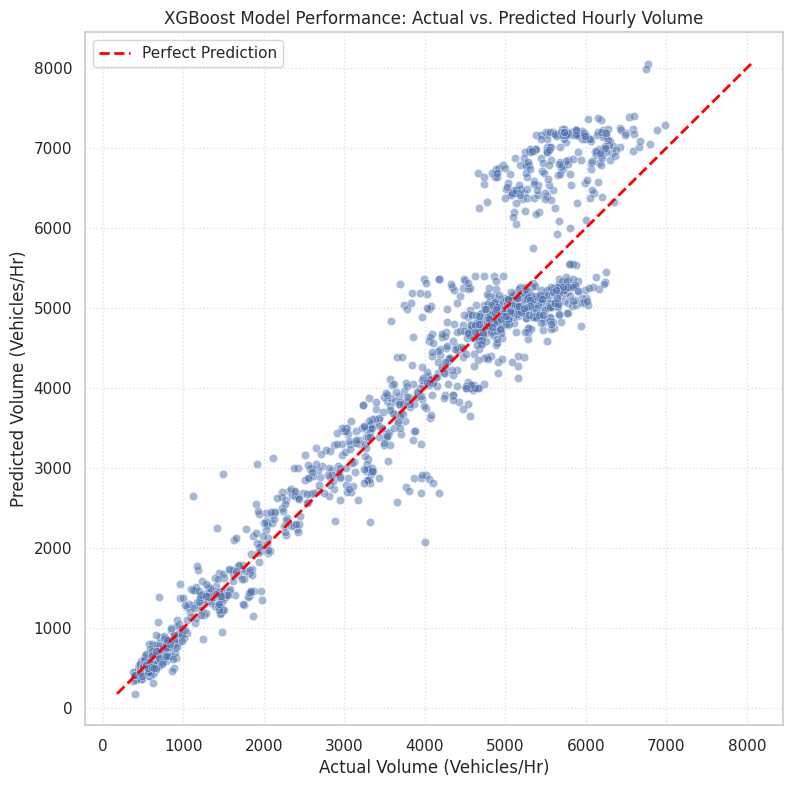 XGBoost Model Performance: Actual vs. Predicted Hourly Volume
Perfect Prediction
Predicted Volume (Vehicles/Hr)
8000
7000
6000
5000
4000
3000
2000
1000
0
0 1000 2000 3000 4000 5000 6000 7000 8000
Actual Volume (Vehicles/Hr)